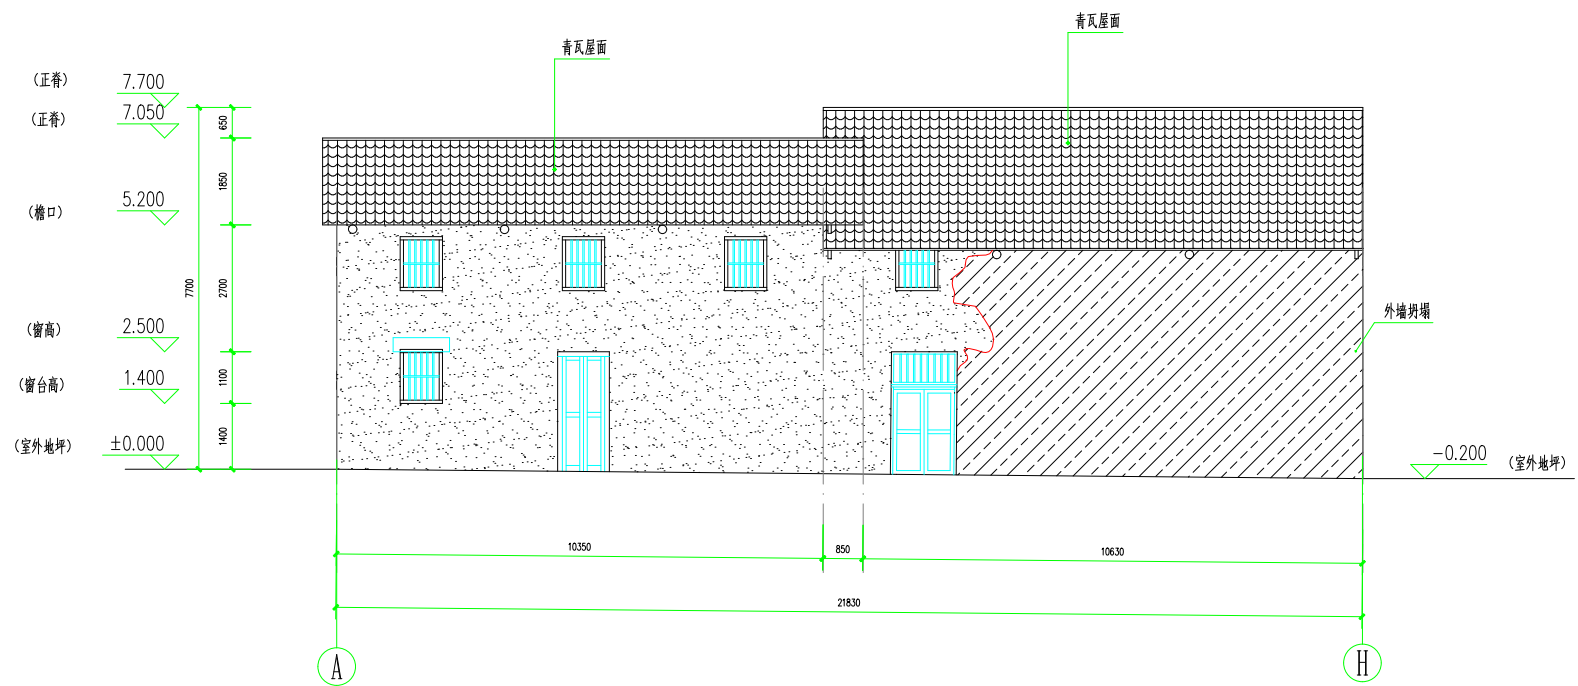 青瓦屋面
青瓦屋面
(正脊) 7.700
(正脊) 7.050
(檐口) 5.200
(窗高) 2.500
(窗台高) 1.400
(室外地坪) ±0.000
650
1850
7700
2700
1100
1400
外墙坍塌
-0.200 (室外地坪)
10350
850
10630
21830
A
H